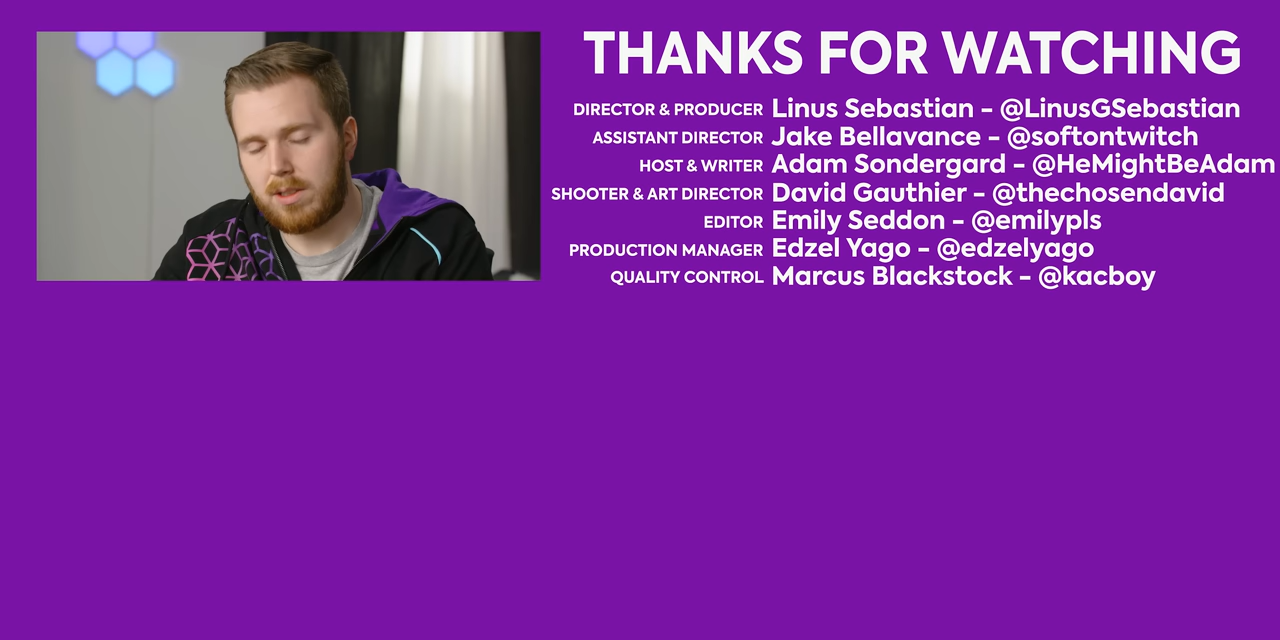 THANKS FOR WATCHING
DIRECTOR & PRODUCER Linus Sebastian - @LinusGSebastian
ASSISTANT DIRECTOR Jake Bellavance - @softontwitch
HOST & WRITER Adam Sondergard - @HeMightBeAdam
SHOOTER & ART DIRECTOR David Gauthier - @thechosendavid
EDITOR Emily Seddon - @emilypls
PRODUCTION MANAGER Edzel Yago - @edzelyago
QUALITY CONTROL Marcus Blackstock - @kacboy